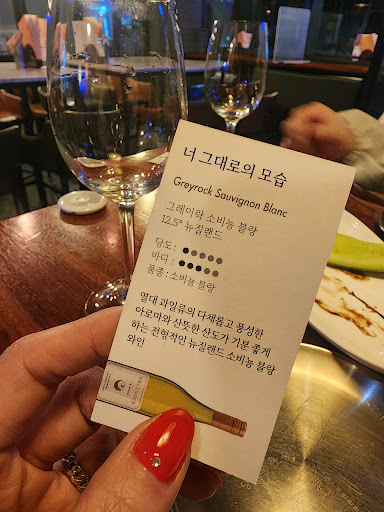 너 그대로의 모습
Greyrock Sauvignon Blanc
그레이락 소비뇽 블랑
12.5° 뉴질랜드
당도 : ●●●●●●
바디 : ●●●●●●
품종 : 소비뇽 블랑
열대 과일류의 다채롭고 풍성한
아로마와 산뜻한 산도가 기분 좋게
하는 전형적인 뉴질랜드 소비뇽 블랑
와인